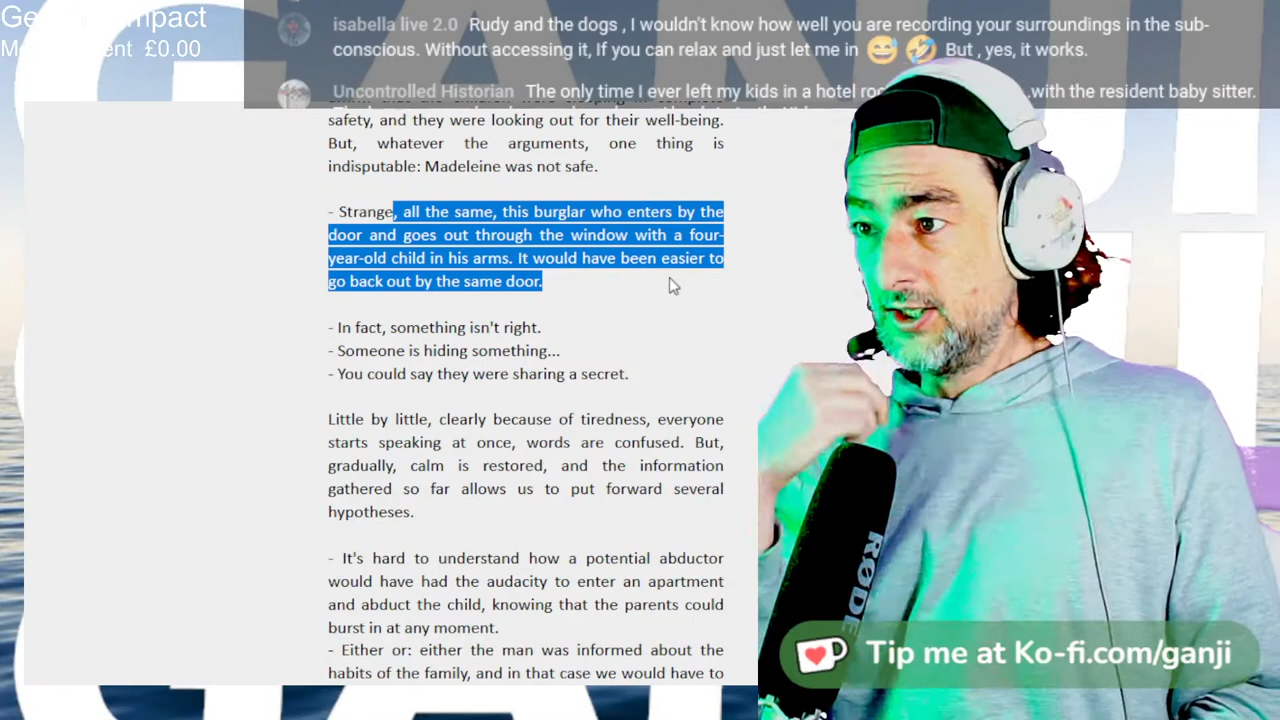 isabella live 2.0 Rudy and the dogs , I wouldn't know how well you are recording your surroundings in the sub-
conscious. Without accessing it, If you can relax and just let me in 😅 🤣 But , yes, it works.
Uncontrolled Historian The only time I ever left my kids in a hotel
with the resident baby sitter.
£0.00
safety, and they were looking out for their well-being.
But, whatever the arguments, one thing is
indisputable: Madeleine was not safe.
- Strange, all the same, this burglar who enters by the
door and goes out through the window with a four-
year-old child in his arms. It would have been easier to
go back out by the same door.
- In fact, something isn't right.
- Someone is hiding something...
- You could say they were sharing a secret.
Little by little, clearly because of tiredness, everyone
starts speaking at once, words are confused. But,
gradually, calm is restored, and the information
gathered so far allows us to put forward several
hypotheses.
- It's hard to understand how a potential abductor
would have had the audacity to enter an apartment
and abduct the child, knowing that the parents could
burst in at any moment.
- Either or: either the man was informed about the
habits of the family, and in that case we would have to
RØDE
Tip me at Ko-fi.com/ganji